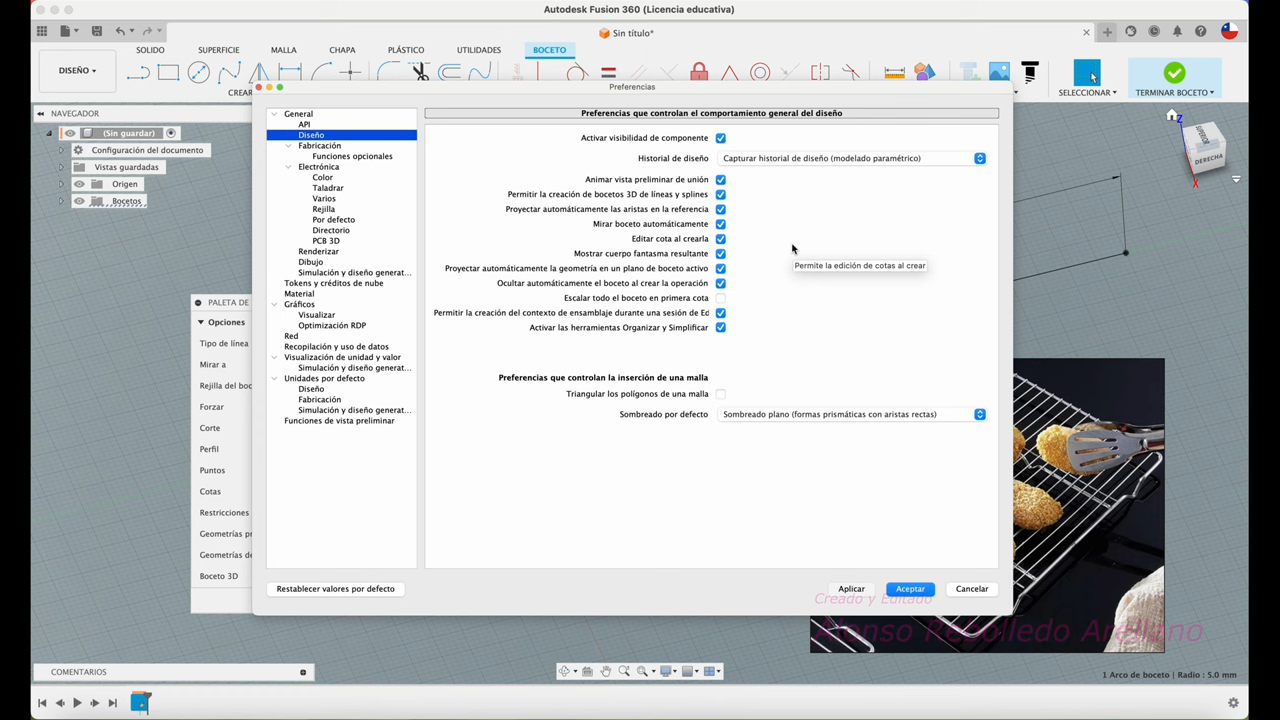 Autodesk Fusion 360 (Licencia educativa)
Sin título*
SOLIDO SUPERFICIE MALLA CHAPA PLÁSTICO UTILIDADES BOCETO
DISEÑO
CREAR
SELECCIONAR
TERMINAR BOCETO
Preferencias
NAVEGADOR
(Sin guardar)
Configuración del documento
Vistas guardadas
Origen
Bocetos
SUPERIOR
DERECHA
Z
X
General
API
Diseño
Fabricación
Funciones opcionales
Electrónica
Color
Taladrar
Varios
Rejilla
Por defecto
Directorio
PCB 3D
Renderizar
Dibujo
Simulación y diseño generat...
Tokens y créditos de nube
Material
Gráficos
Visualizar
Optimización RDP
Red
Recopilación y uso de datos
Visualización de unidad y valor
Simulación y diseño generat...
Unidades por defecto
Diseño
Fabricación
Simulación y diseño generat...
Funciones de vista preliminar
Preferencias que controlan el comportamiento general del diseño
Activar visibilidad de componente
Historial de diseño Capturar historial de diseño (modelado paramétrico)
Animar vista preliminar de unión
Permitir la creación de bocetos 3D de líneas y splines
Proyectar automáticamente las aristas en la referencia
Mirar boceto automáticamente
Editar cota al crearla
Mostrar cuerpo fantasma resultante
Proyectar automáticamente la geometría en un plano de boceto activo
Ocultar automáticamente el boceto al crear la operación
Escalar todo el boceto en primera cota
Permitir la creación del contexto de ensamblaje durante una sesión de Ed
Activar las herramientas Organizar y Simplificar
Permite la edición de cotas al crear
Preferencias que controlan la inserción de una malla
Triangular los polígonos de una malla
Sombreado por defecto Sombreado plano (formas prismáticas con aristas rectas)
PALETA DE
Opciones
Tipo de línea
Mirar a
Rejilla del boc
Forzar
Corte
Perfil
Puntos
Cotas
Restricciones
Geometrías pr
Geometrías de
Boceto 3D
Restablecer valores por defecto Aplicar Aceptar Cancelar
Creado y Editado
Alonso Rebolledo Arellano
COMENTARIOS
1 Arco de boceto | Radio : 5.0 mm